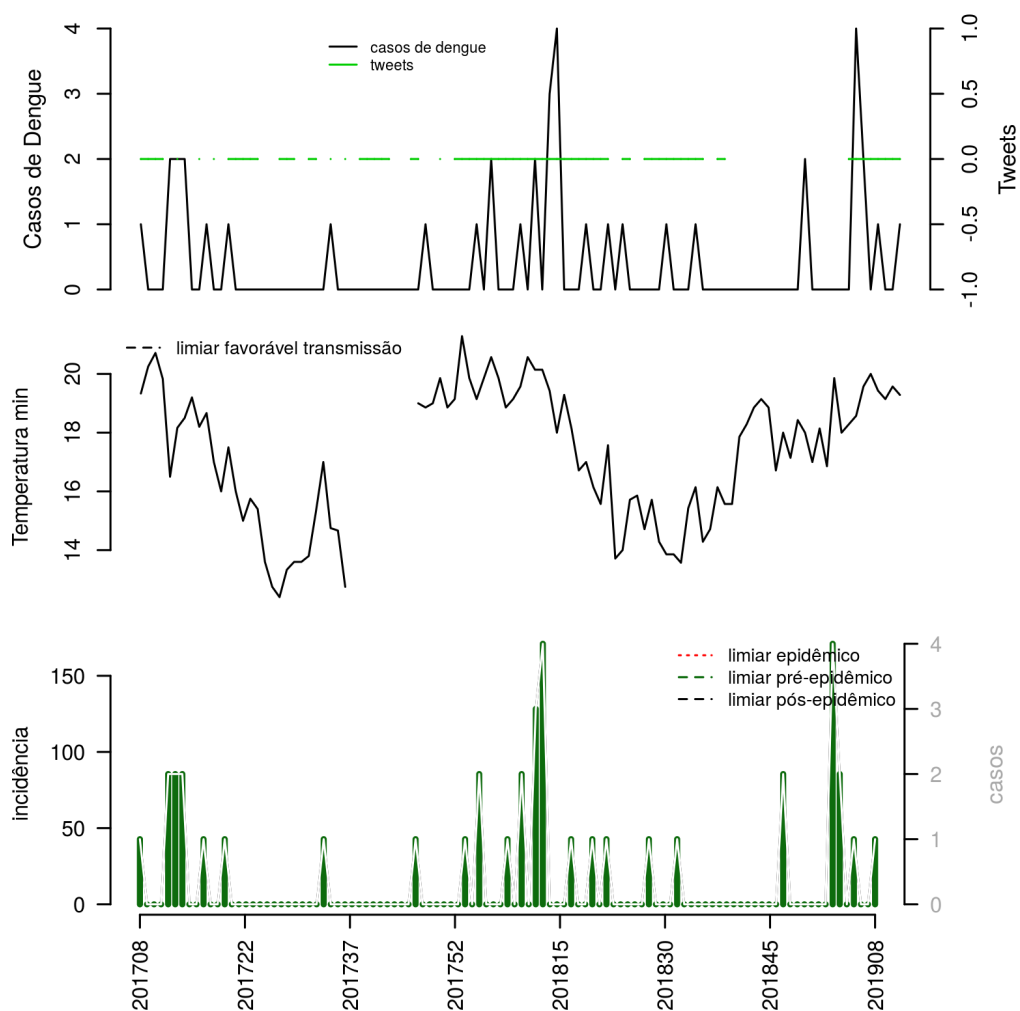 Casos de Dengue
4
3
2
1
0
casos de dengue
tweets
1.0
0.5
0.0
-0.5
-1.0
Tweets
Temperatura min
20
18
16
14
limiar favorável transmissão
incidência
150
100
50
0
limiar epidêmico
limiar pré-epidêmico
limiar pós-epidêmico
4
3
2
1
0
casos
201708
201722
201737
201752
201815
201830
201845
201908